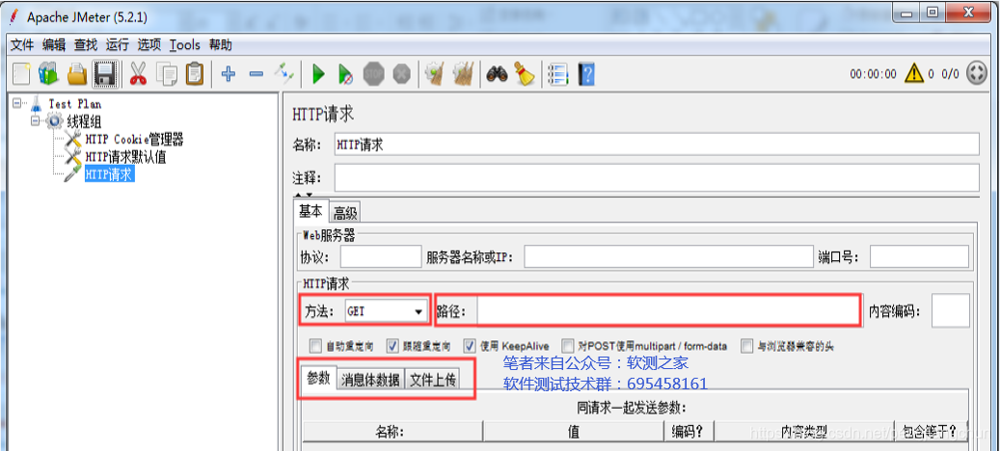 Apache JMeter (5.2.1)
文件 编辑 查找 运行 选项 Tools 帮助
STOP
00:00:00 0 0/0
Test Plan
线程组
HTTP Cookie管理器
HTTP请求默认值
HTTP请求
HTTP请求
名称: HTTP请求
注释:
基本 高级
Web服务器
协议: 服务器名称或IP: 端口号:
HTTP请求
方法: GET 路径: 内容编码:
自动重定向 跟随重定向 使用 KeepAlive 对POST使用multipart / form-data 与浏览器兼容的头
笔者来自公众号：软测之家
参数 消息体数据 文件上传
软件测试技术群：695458161
同请求一起发送参数:
名称: 值 编码? 内容类型 包含等于?